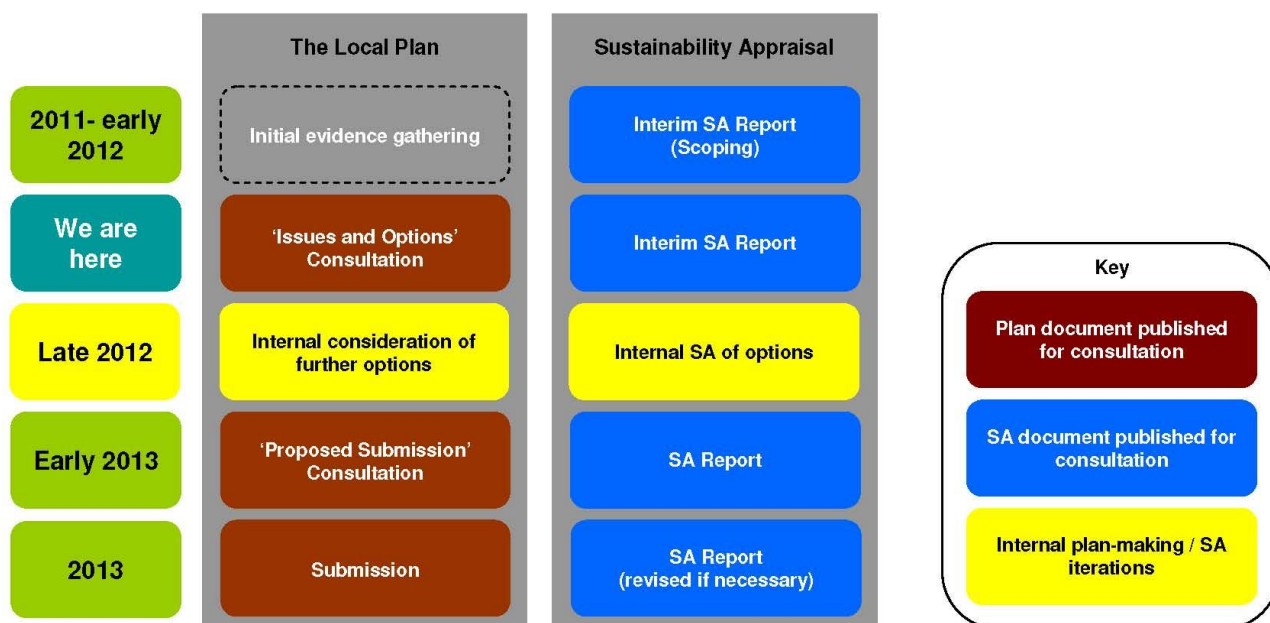 The Local Plan
Sustainability Appraisal
2011- early
2012
Initial evidence gathering
Interim SA Report
(Scoping)
We are
here
‘Issues and Options’
Consultation
Interim SA Report
Late 2012
Internal consideration of
further options
Internal SA of options
Early 2013
‘Proposed Submission’
Consultation
SA Report
2013
Submission
SA Report
(revised if necessary)
Key
Plan document published
for consultation
SA document published for
consultation
Internal plan-making / SA
iterations